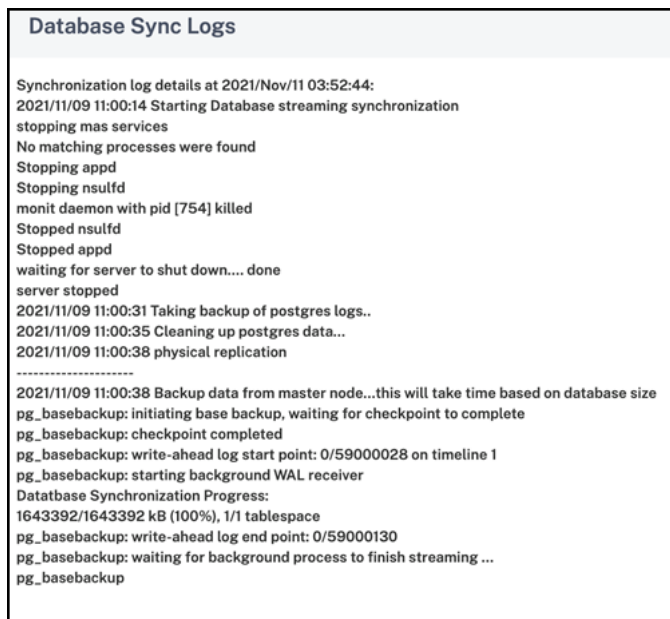 Database Sync Logs
Synchronization log details at 2021/Nov/11 03:52:44:
2021/11/09 11:00:14 Starting Database streaming synchronization
stopping mas services
No matching processes were found
Stopping appd
Stopping nsulfd
monit daemon with pid [754] killed
Stopped nsulfd
Stopped appd
waiting for server to shut down.... done
server stopped
2021/11/09 11:00:31 Taking backup of postgres logs..
2021/11/09 11:00:35 Cleaning up postgres data...
2021/11/09 11:00:38 physical replication
---------------------
2021/11/09 11:00:38 Backup data from master node...this will take time based on database size
pg_basebackup: initiating base backup, waiting for checkpoint to complete
pg_basebackup: checkpoint completed
pg_basebackup: write-ahead log start point: 0/59000028 on timeline 1
pg_basebackup: starting background WAL receiver
Datatbase Synchronization Progress:
1643392/1643392 kB (100%), 1/1 tablespace
pg_basebackup: write-ahead log end point: 0/59000130
pg_basebackup: waiting for background process to finish streaming ...
pg_basebackup